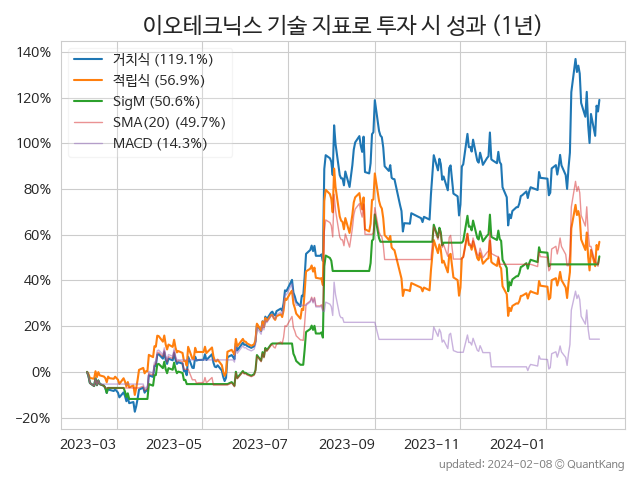 이오테크닉스 기술 지표로 투자 시 성과 (1년)
140%
120%
100%
80%
60%
40%
20%
0%
−20%
거치식 (119.1%)
적립식 (56.9%)
SigM (50.6%)
SMA(20) (49.7%)
MACD (14.3%)
2023-03
2023-05
2023-07
2023-09
2023-11
2024-01
updated: 2024-02-08 © QuantKang